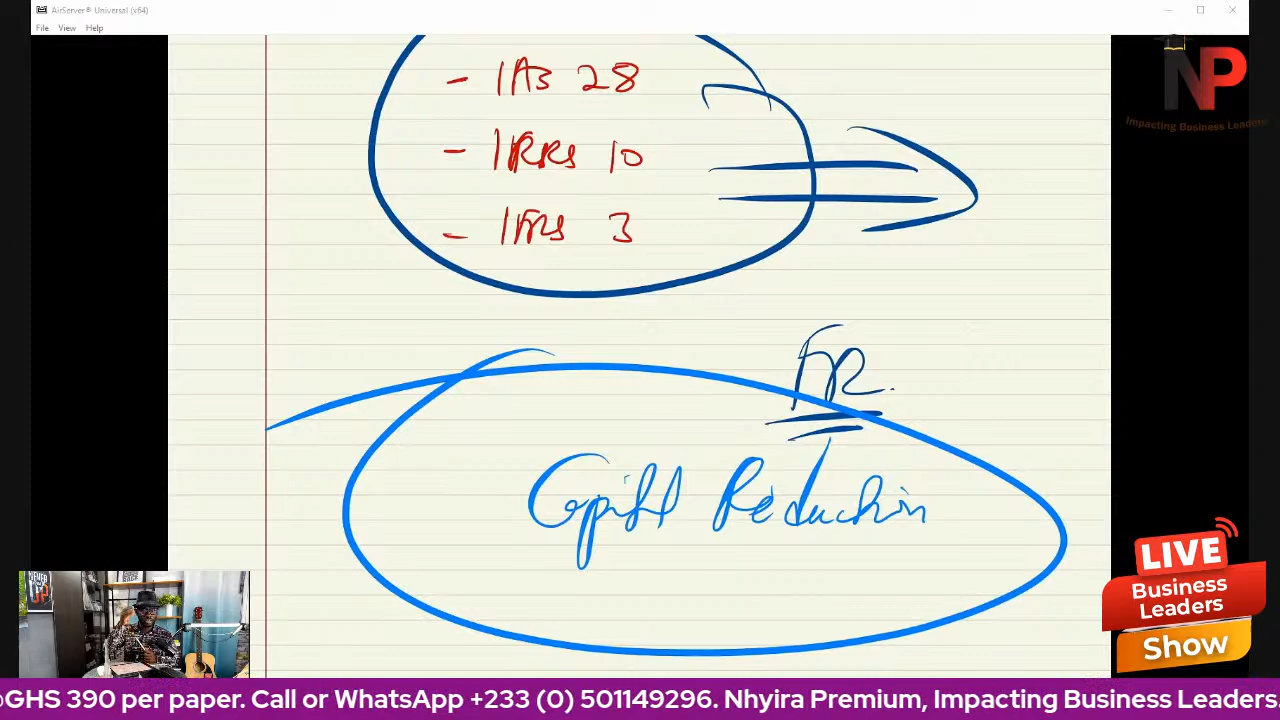 AirServer® Universal (x64)
File View Help
NP
Impacting Business Leaders
- IAS 28
- IFRS 10
- IFRS 3
FR.
Capital Reduction
LIVE
Business
Leaders
Show
GHS 390 per paper. Call or WhatsApp +233 (0) 501149296. Nhyira Premium, Impacting Business Leaders.